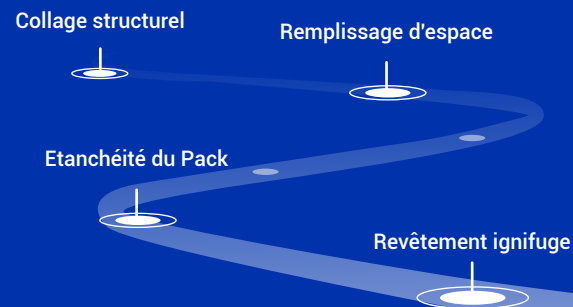 Collage structurel
Remplissage d'espace
Etanchéité du Pack
Revêtement ignifuge